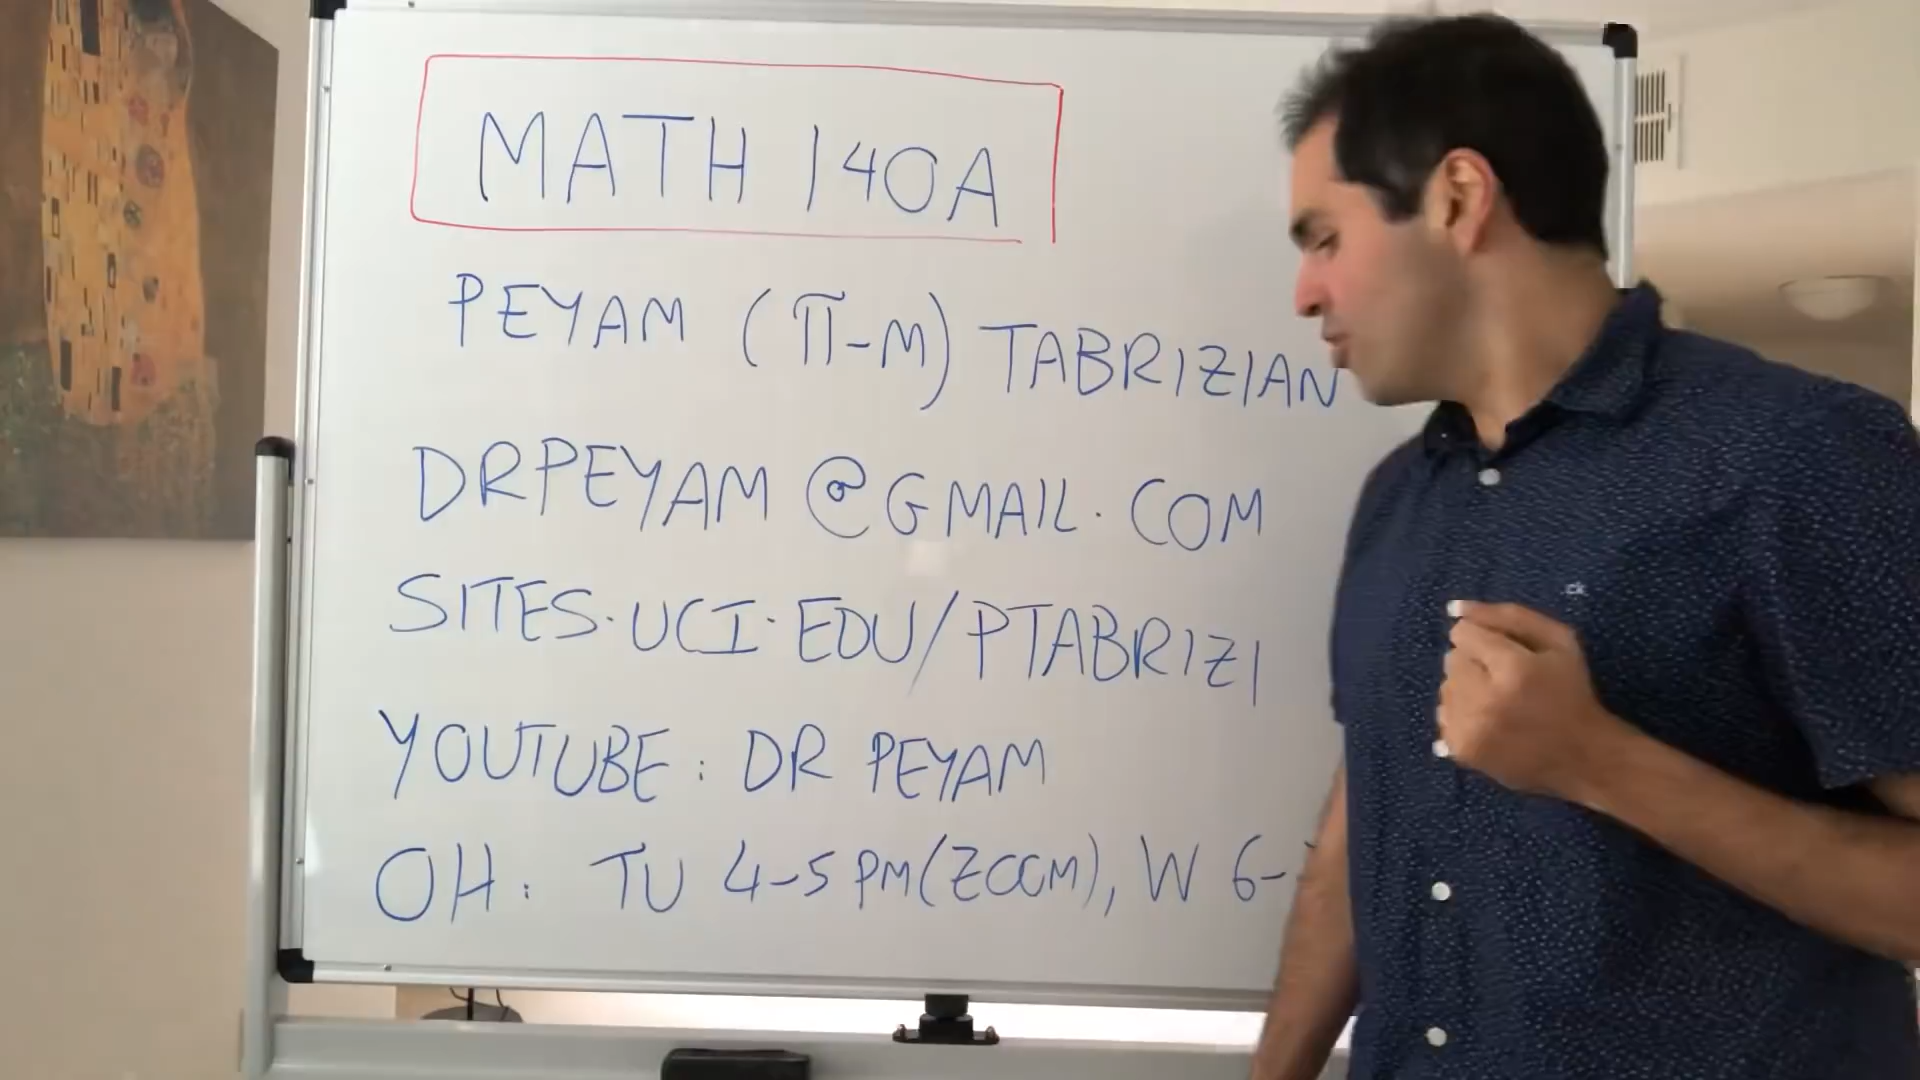 MATH 140A
PEYAM (π-M) TABRIZIAN
DRPEYAM@GMAIL.COM
SITES.UCI.EDU/PTABRIZI
YOUTUBE: DR PEYAM
OH: TU 4-5 PM (ZOOM), W 6-
ck